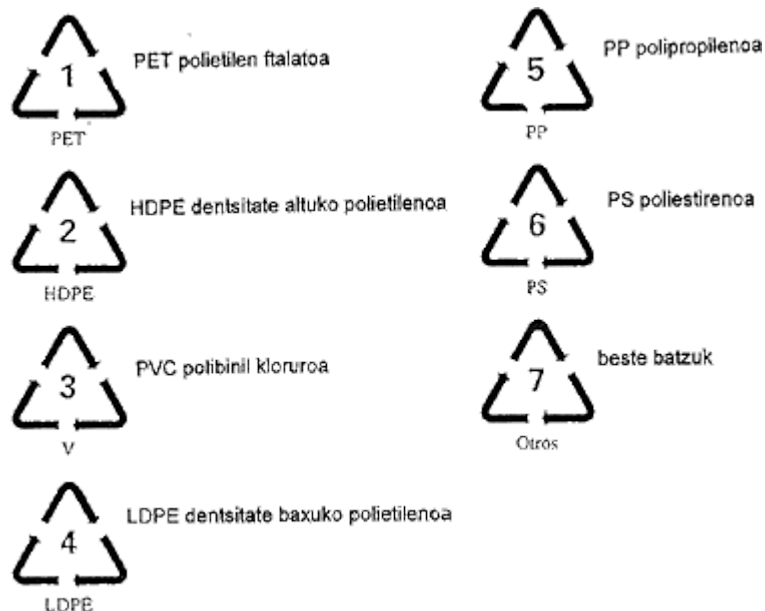 1
PET
PET polietilen ftalatoa
2
HDPE
HDPE dentsitate altuko polietilenoa
3
V
PVC polibinil kloruroa
4
LDPE
LDPE dentsitate baxuko polietilenoa
5
PP
PP polipropilenoa
6
PS
PS poliestirenoa
7
Otros
beste batzuk